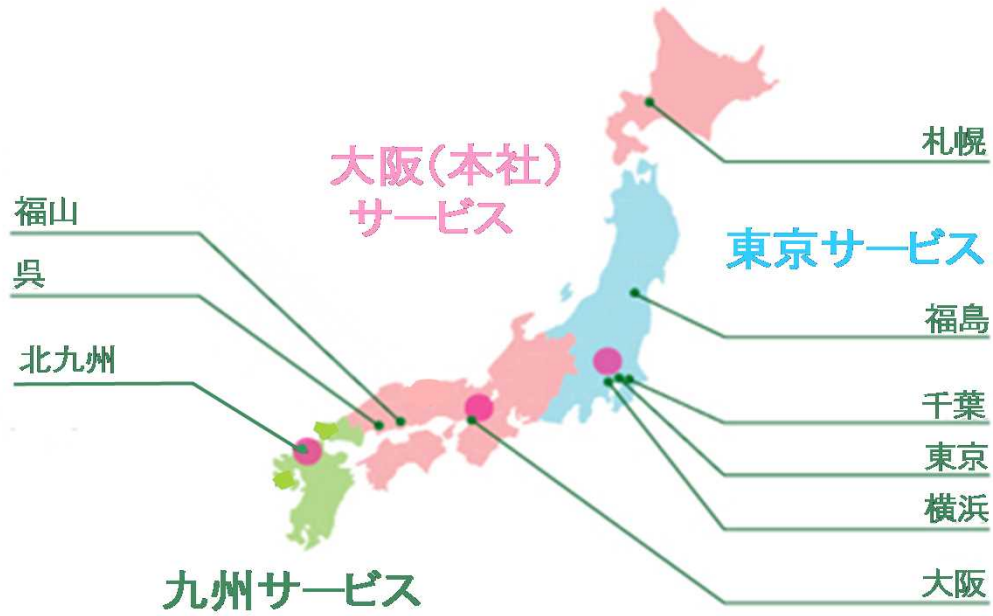 札幌
大阪(本社)
サービス
福山
東京サービス
呉
福島
北九州
千葉
東京
横浜
大阪
九州サービス